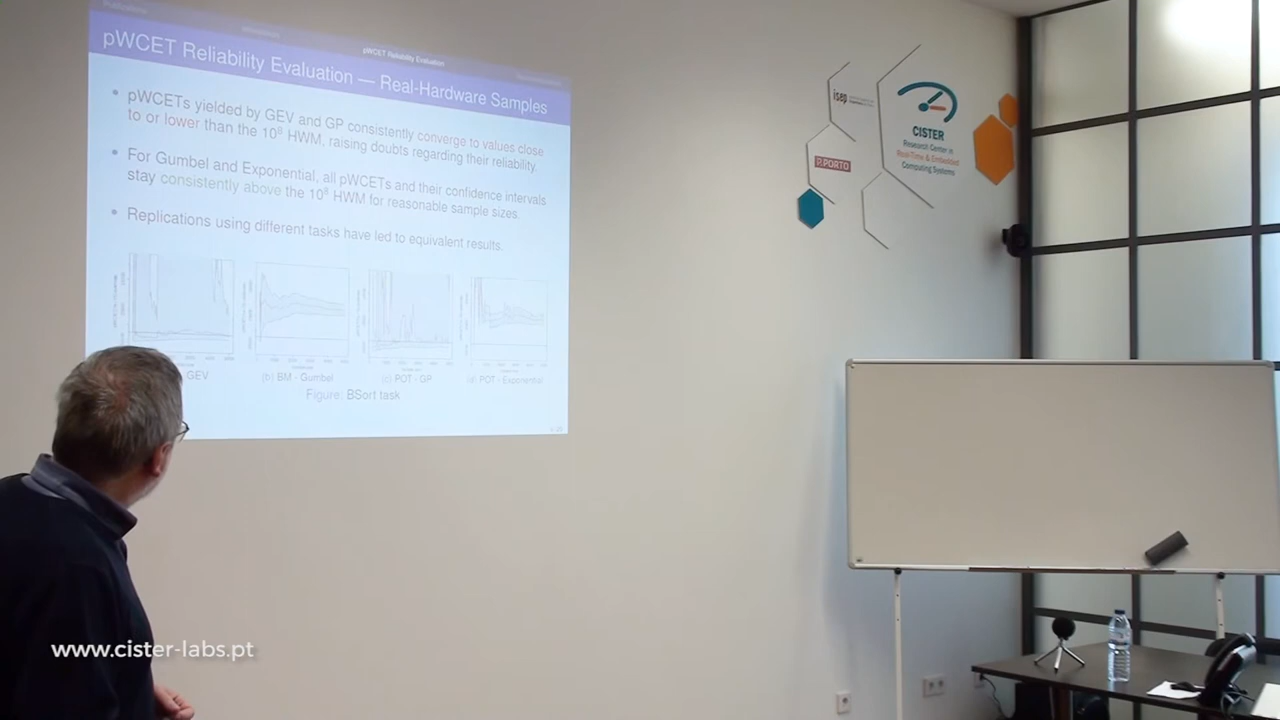 pWCET Reliability Evaluation
pWCET Reliability Evaluation — Real-Hardware Samples
• pWCETs yielded by GEV and GP consistently converge to values close
to or lower than the 10⁸ HWM, raising doubts regarding their reliability.
• For Gumbel and Exponential, all pWCETs and their confidence intervals
stay consistently above the 10⁸ HWM for reasonable sample sizes.
• Replications using different tasks have led to equivalent results.
GEV
(b) BM - Gumbel
(c) POT - GP
(d) POT - Exponential
Figure: BSort task
isep
P.PORTO
CISTER
Research Center in
Real-Time & Embedded
Computing Systems
www.cister-labs.pt